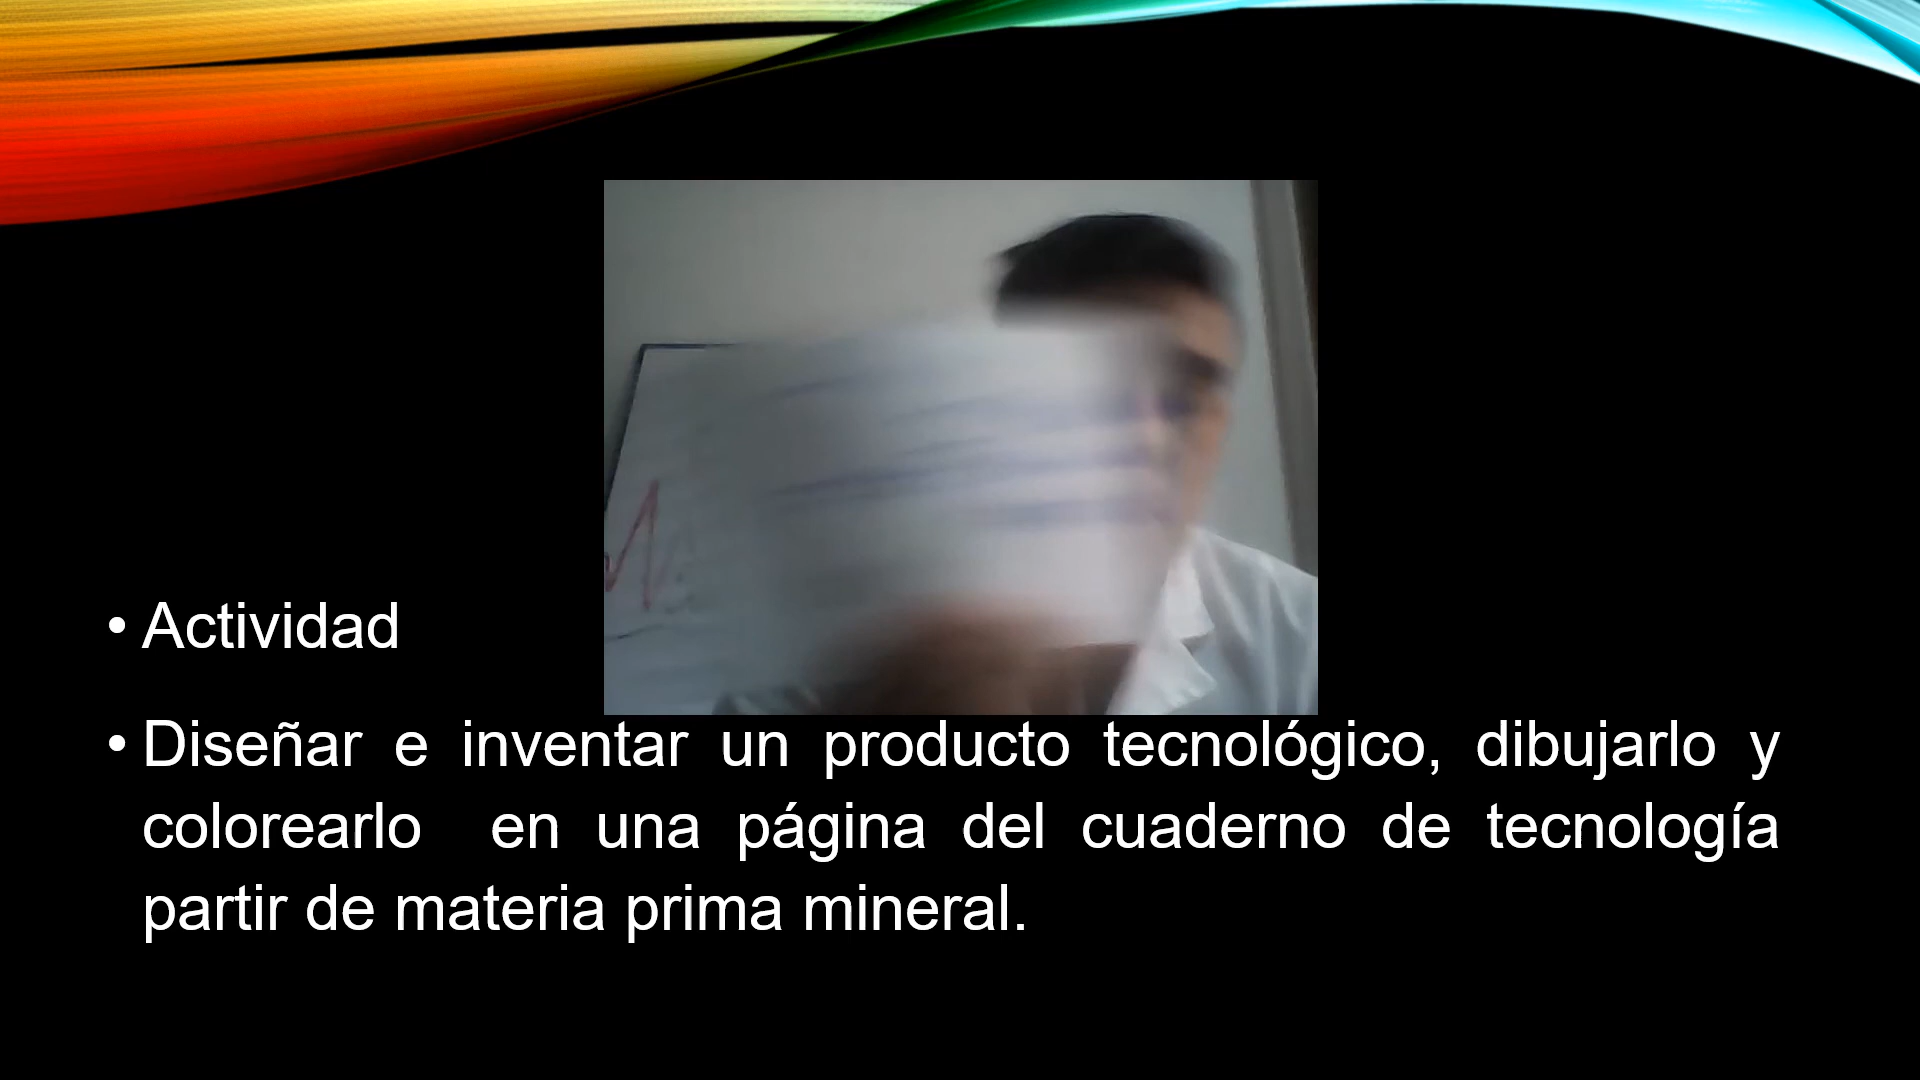 • Actividad
• Diseñar e inventar un producto tecnológico, dibujarlo y
colorearlo en una página del cuaderno de tecnología
partir de materia prima mineral.